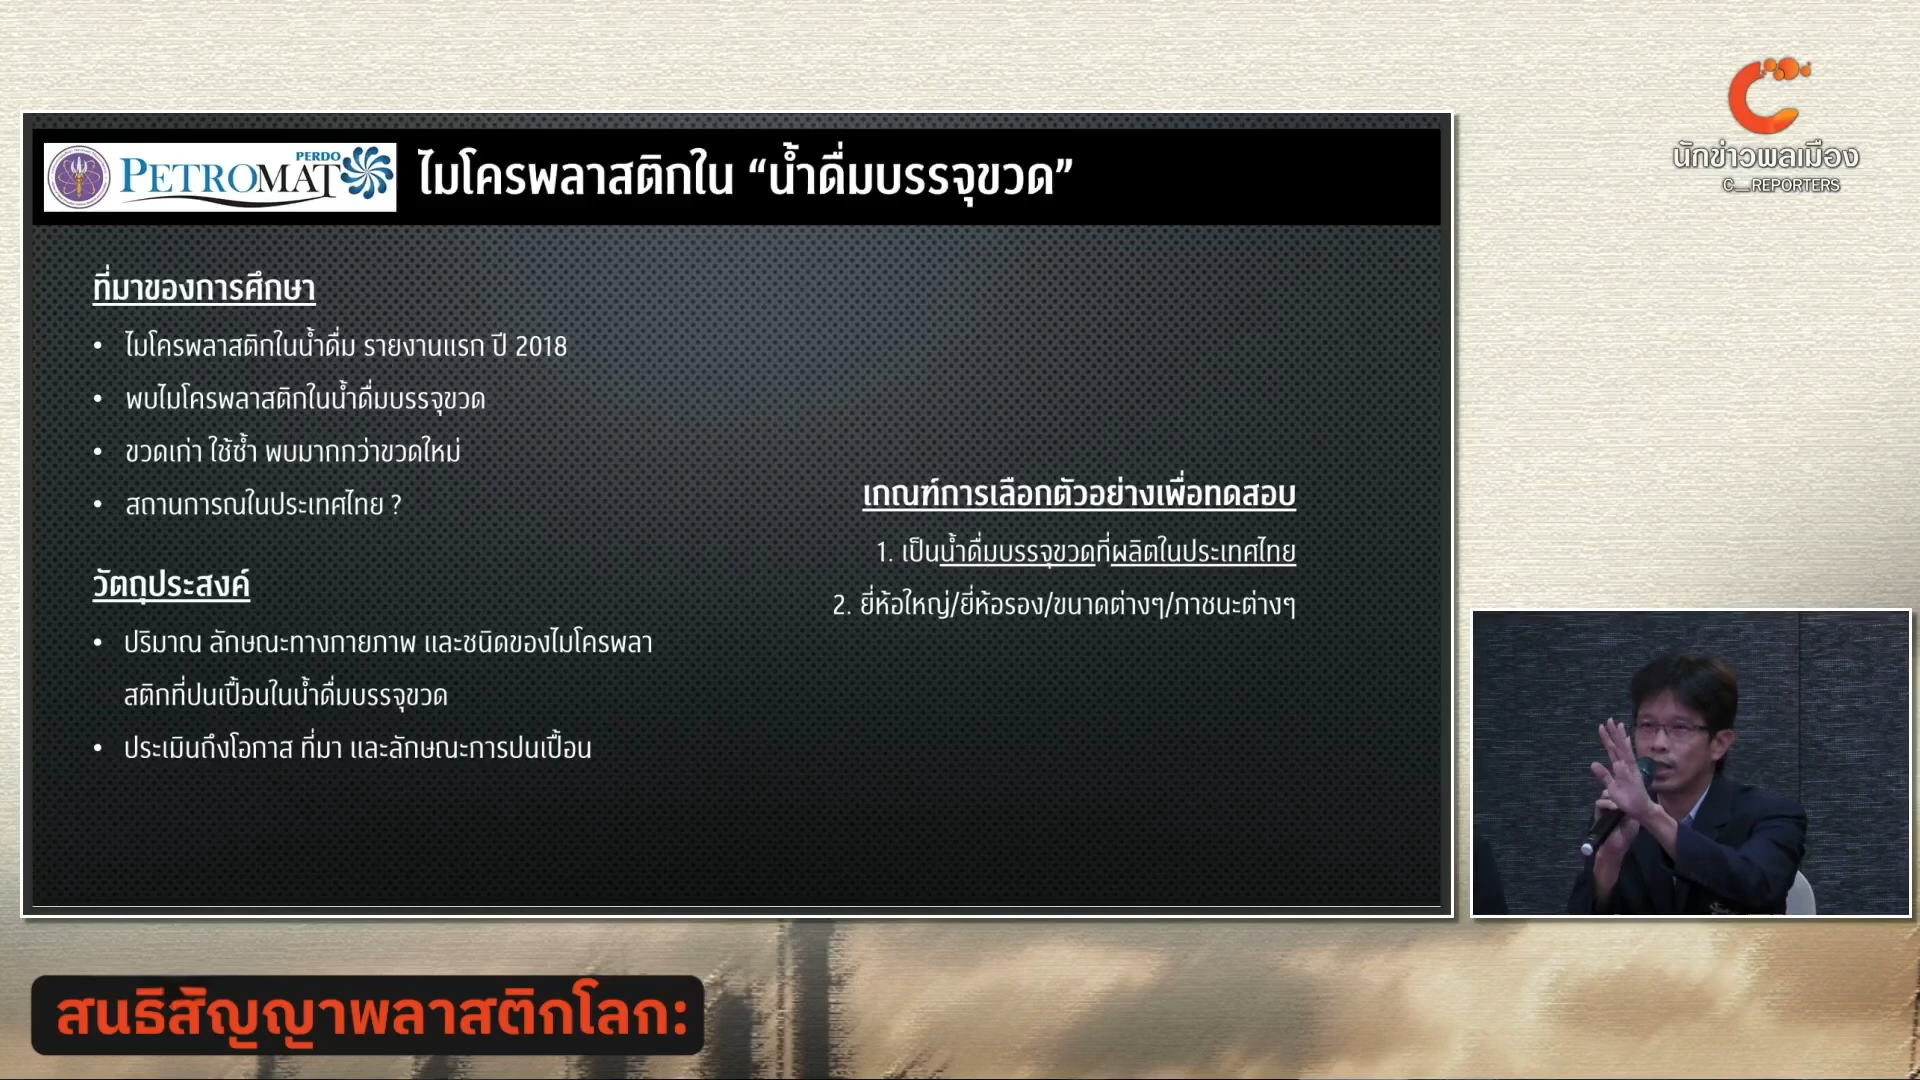 นักข่าวพลเมือง
C_REPORTERS
PETROMAT
PERDO
ไมโครพลาสติกใน “น้ำดื่มบรรจุขวด”
ที่มาของการศึกษา
• ไมโครพลาสติกในน้ำดื่ม รายงานแรก ปี 2018
• พบไมโครพลาสติกในน้ำดื่มบรรจุขวด
• ขวดเก่า ใช้ซ้ำ พบมากกว่าขวดใหม่
• สถานการณในประเทศไทย ?
วัตถุประสงค์
• ปริมาณ ลักษณะทางกายภาพ และชนิดของไมโครพลา
สติกที่ปนเปื้อนในน้ำดื่มบรรจุขวด
• ประเมินถึงโอกาส ที่มา และลักษณะการปนเปื้อน
เกณฑ์การเลือกตัวอย่างเพื่อทดสอบ
1. เป็นน้ำดื่มบรรจุขวดที่ผลิตในประเทศไทย
2. ยี่ห้อใหญ่/ยี่ห้อรอง/ขนาดต่างๆ/ภาชนะต่างๆ
สนธิสัญญาพลาสติกโลก: